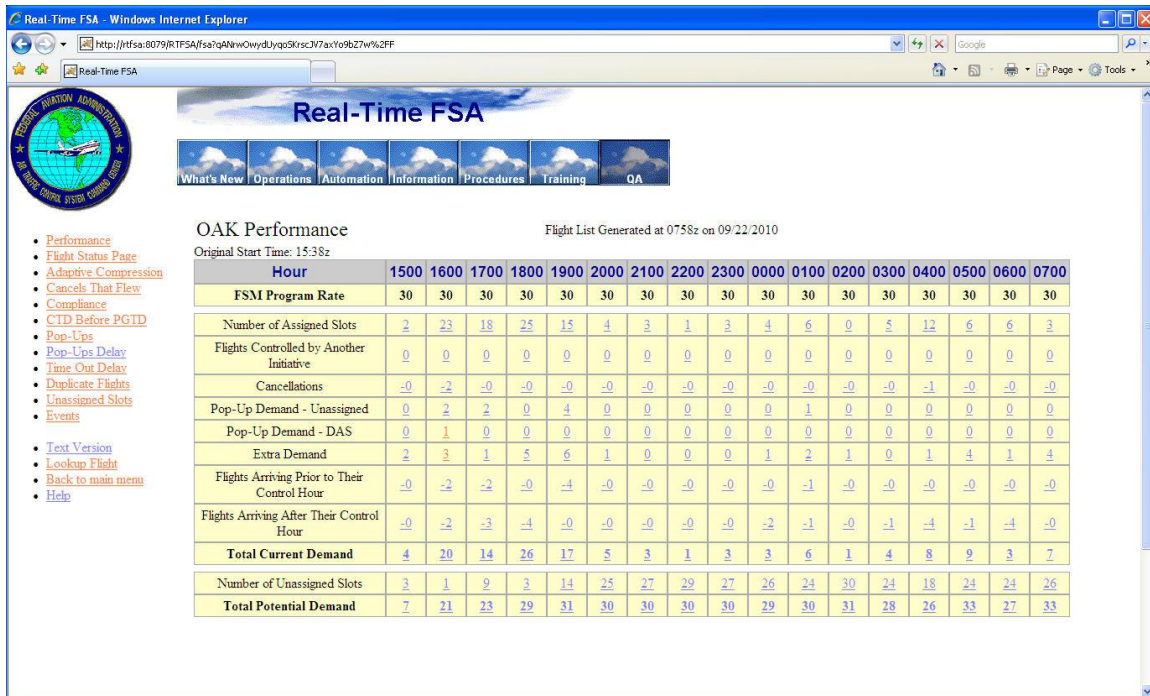 Real-Time FSA - Windows Internet Explorer
http://rtfsa:8079/RTFSA/fsa?qANrwOwydUyqo5KrscJV7axYo9bZ7w%2FF
Google
Real-Time FSA
Page Tools
FEDERAL AVIATION ADMINISTRATION
AIR TRAFFIC CONTROL SYSTEM COMMAND CENTER
Real-Time FSA
What's New Operations Automation Information Procedures Training QA
Performance
Flight Status Page
Adaptive Compression
Cancels That Flew
Compliance
CTD Before PGTD
Pop-Ups
Pop-Ups Delay
Time Out Delay
Duplicate Flights
Unassigned Slots
Events
Text Version
Lookup Flight
Back to main menu
Help
OAK Performance
Flight List Generated at 0758z on 09/22/2010
Original Start Time: 15:38z
Hour 1500 1600 1700 1800 1900 2000 2100 2200 2300 0000 0100 0200 0300 0400 0500 0600 0700
FSM Program Rate 30 30 30 30 30 30 30 30 30 30 30 30 30 30 30 30 30
Number of Assigned Slots 2 23 18 25 15 4 3 1 3 4 6 0 5 12 6 6 3
Flights Controlled by Another
Initiative 0 0 0 0 0 0 0 0 0 0 0 0 0 0 0 0 0
Cancellations -0 -2 -0 -0 -0 -0 -0 -0 -0 -0 -0 -0 -0 -1 -0 -0 -0
Pop-Up Demand - Unassigned 0 2 2 0 4 0 0 0 0 0 1 0 0 0 0 0 0
Pop-Up Demand - DAS 0 1 0 0 0 0 0 0 0 0 0 0 0 0 0 0 0
Extra Demand 2 3 1 5 6 1 0 0 0 1 2 1 0 1 4 1 4
Flights Arriving Prior to Their
Control Hour -0 -2 -2 -0 -4 -0 -0 -0 -0 -0 -1 -0 -0 -0 -0 -0 -0
Flights Arriving After Their Control
Hour -0 -2 -3 -4 -0 -0 -0 -0 -0 -2 -1 -0 -1 -4 -1 -4 -0
Total Current Demand 4 20 14 26 17 5 3 1 3 3 6 1 4 8 9 3 7
Number of Unassigned Slots 3 1 9 3 14 25 27 29 27 26 24 30 24 18 24 24 26
Total Potential Demand 7 21 23 29 31 30 30 30 30 29 30 31 28 26 33 27 33